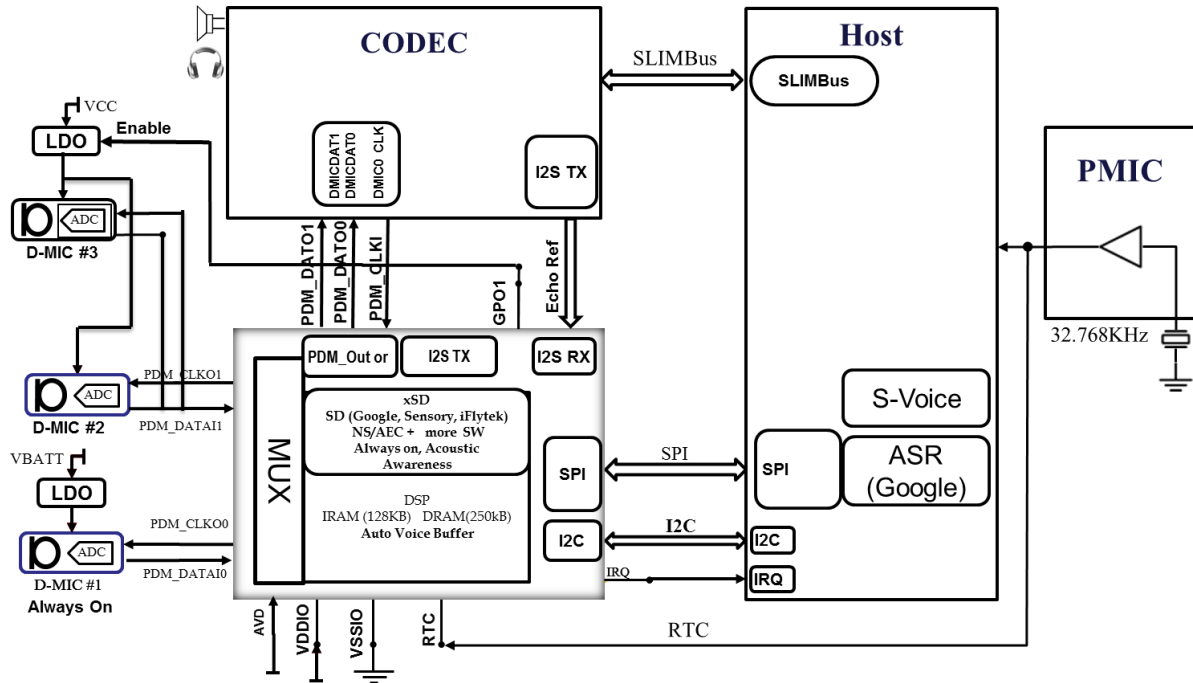 CODEC
Host
SLIMBus
SLIMBus
VCC
Enable
LDO
DMICDAT1
DMICDAT0
DMIC0 CLK
I2S TX
PMIC
ADC
D-MIC #3
PDM_DATO1
PDM_DATO0
PDM_CLKI
GPO1
Echo Ref
32.768KHz
PDM_Out or
I2S TX
I2S RX
PDM_CLKO1
ADC
D-MIC #2
PDM_DATAI1
MUX
xSD
SD (Google, Sensory, iFlytek)
NS/AEC + more SW
Always on, Acoustic
Awareness
S-Voice
VBATT
LDO
SPI
SPI
SPI
ASR
(Google)
DSP
IRAM (128KB) DRAM(250kB)
Auto Voice Buffer
PDM_CLKO0
ADC
I2C
I2C
I2C
PDM_DATAI0
D-MIC #1
Always On
IRQ
IRQ
AVD
VDDIO
VSSIO
RTC
RTC